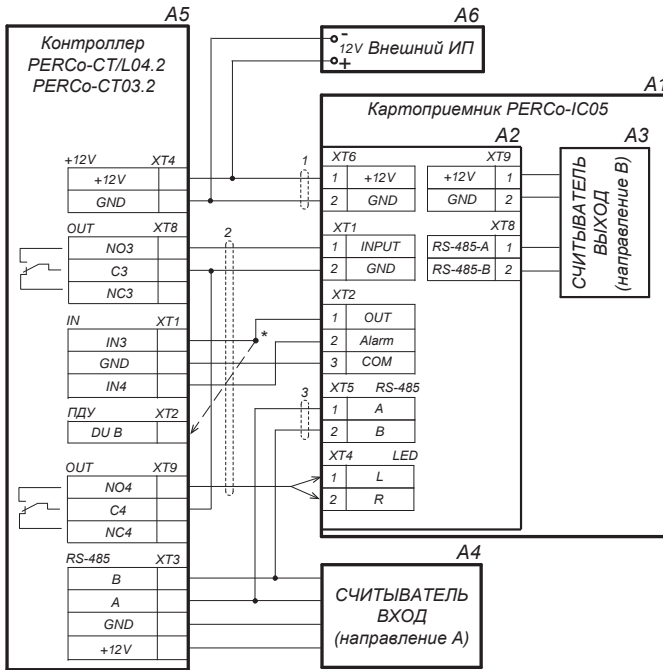 A5
Контроллер
PERCo-CT/L04.2
PERCo-CT03.2
+12V XT4
+12V
GND
OUT XT8
NO3
C3
NC3
IN XT1
IN3
GND
IN4
ПДУ XT2
DU B
OUT XT9
NO4
C4
NC4
RS-485 XT3
B
A
GND
+12V
1
2
*
3
A6
-
12V Внешний ИП
+
A1
Картоприемник PERCo-IC05
A2
XT6
1 +12V
2 GND
XT1
1 INPUT
2 GND
XT2
1 OUT
2 Alarm
3 COM
XT5 RS-485
1 A
2 B
XT4 LED
1 L
2 R
XT9
+12V 1
GND 2
XT8
RS-485-A 1
RS-485-B 2
A3
СЧИТЫВАТЕЛЬ
ВЫХОД
(направление B)
A4
СЧИТЫВАТЕЛЬ
ВХОД
(направление A)